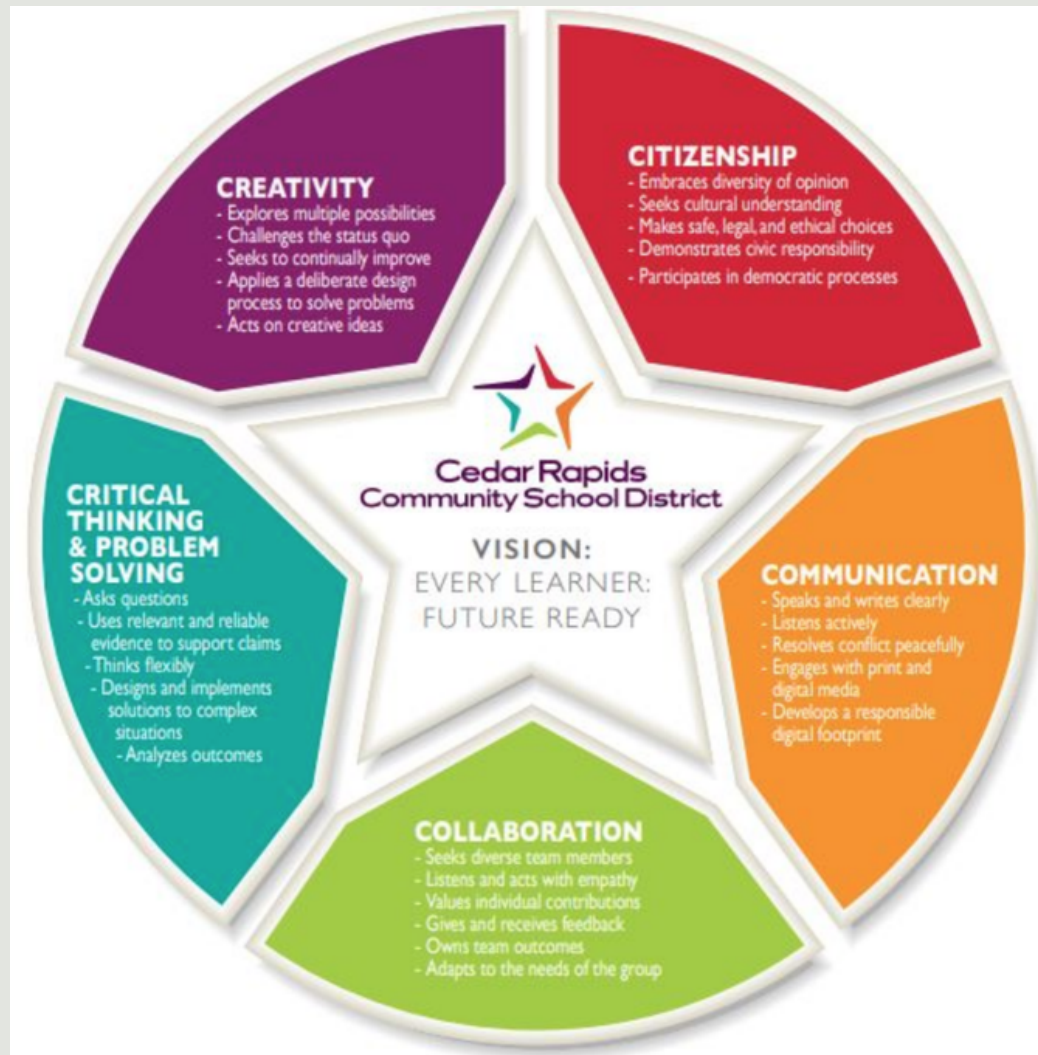 CREATIVITY
- Explores multiple possibilities
- Challenges the status quo
- Seeks to continually improve
- Applies a deliberate design
process to solve problems
- Acts on creative ideas
CITIZENSHIP
- Embraces diversity of opinion
- Seeks cultural understanding
- Makes safe, legal, and ethical choices
- Demonstrates civic responsibility
- Participates in democratic processes
Cedar Rapids
Community School District
VISION:
EVERY LEARNER:
FUTURE READY
CRITICAL
THINKING
& PROBLEM
SOLVING
- Asks questions
- Uses relevant and reliable
evidence to support claims
- Thinks flexibly
- Designs and implements
solutions to complex
situations
- Analyzes outcomes
COMMUNICATION
- Speaks and writes clearly
- Listens actively
- Resolves conflict peacefully
- Engages with print and
digital media
- Develops a responsible
digital footprint
COLLABORATION
- Seeks diverse team members
- Listens and acts with empathy
- Values individual contributions
- Gives and receives feedback
- Owns team outcomes
- Adapts to the needs of the group